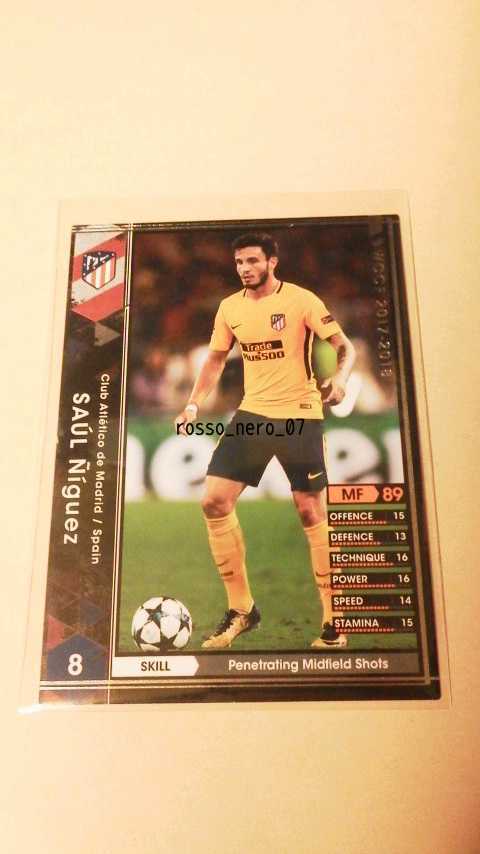 WCCF 2017-2018
Club Atlético de Madrid / Spain
SAÚL Ñíguez
8
Trade
Plus500
rosso_nero_07
MF 89
OFFENCE 15
DEFENCE 13
TECHNIQUE 16
POWER 16
SPEED 14
STAMINA 15
SKILL Penetrating Midfield Shots